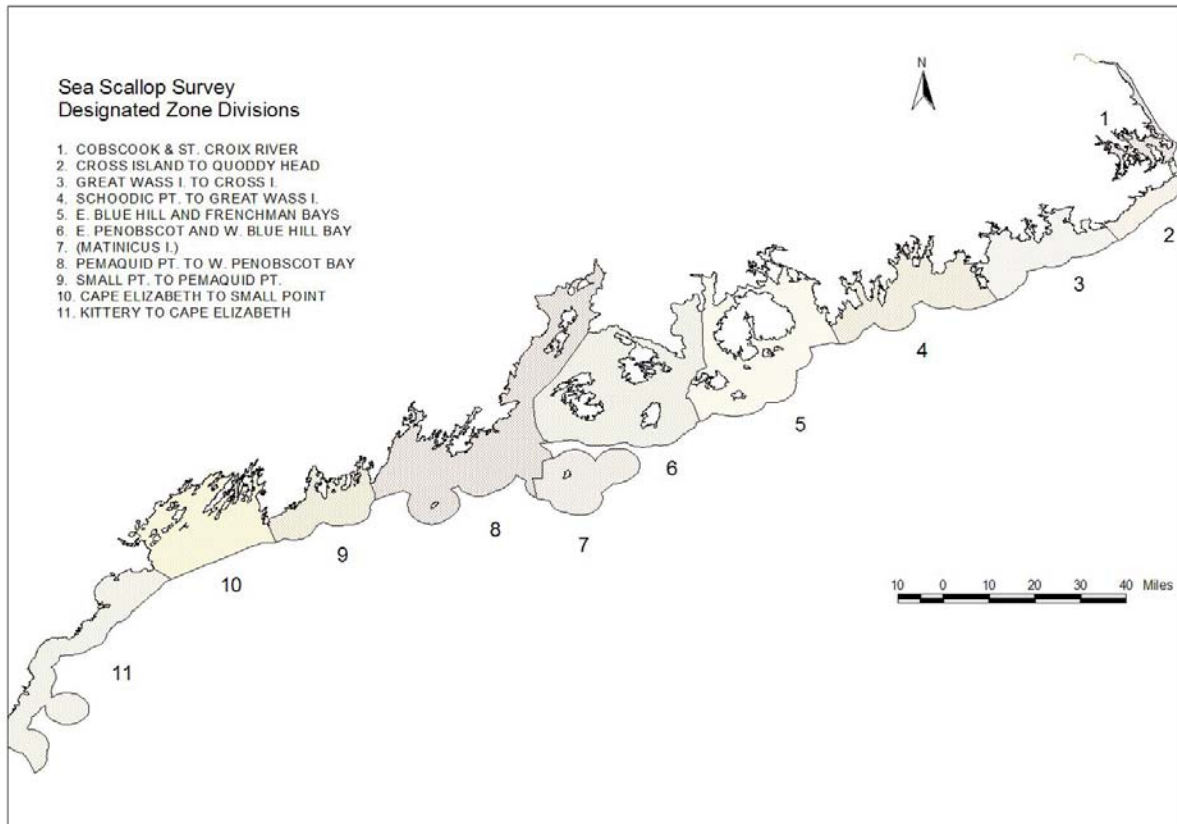 Sea Scallop Survey
Designated Zone Divisions
1. COBSCOOK & ST. CROIX RIVER
2. CROSS ISLAND TO QUODDY HEAD
3. GREAT WASS I. TO CROSS I.
4. SCHOODIC PT. TO GREAT WASS I.
5. E. BLUE HILL AND FRENCHMAN BAYS
6. E. PENOBSCOT AND W. BLUE HILL BAY
7. (MATINICUS I.)
8. PEMAQUID PT. TO W. PENOBSCOT BAY
9. SMALL PT. TO PEMAQUID PT.
10. CAPE ELIZABETH TO SMALL POINT
11. KITTERY TO CAPE ELIZABETH
N
1
2
3
4
5
6
7
8
9
10
11
10 0 10 20 30 40 Miles